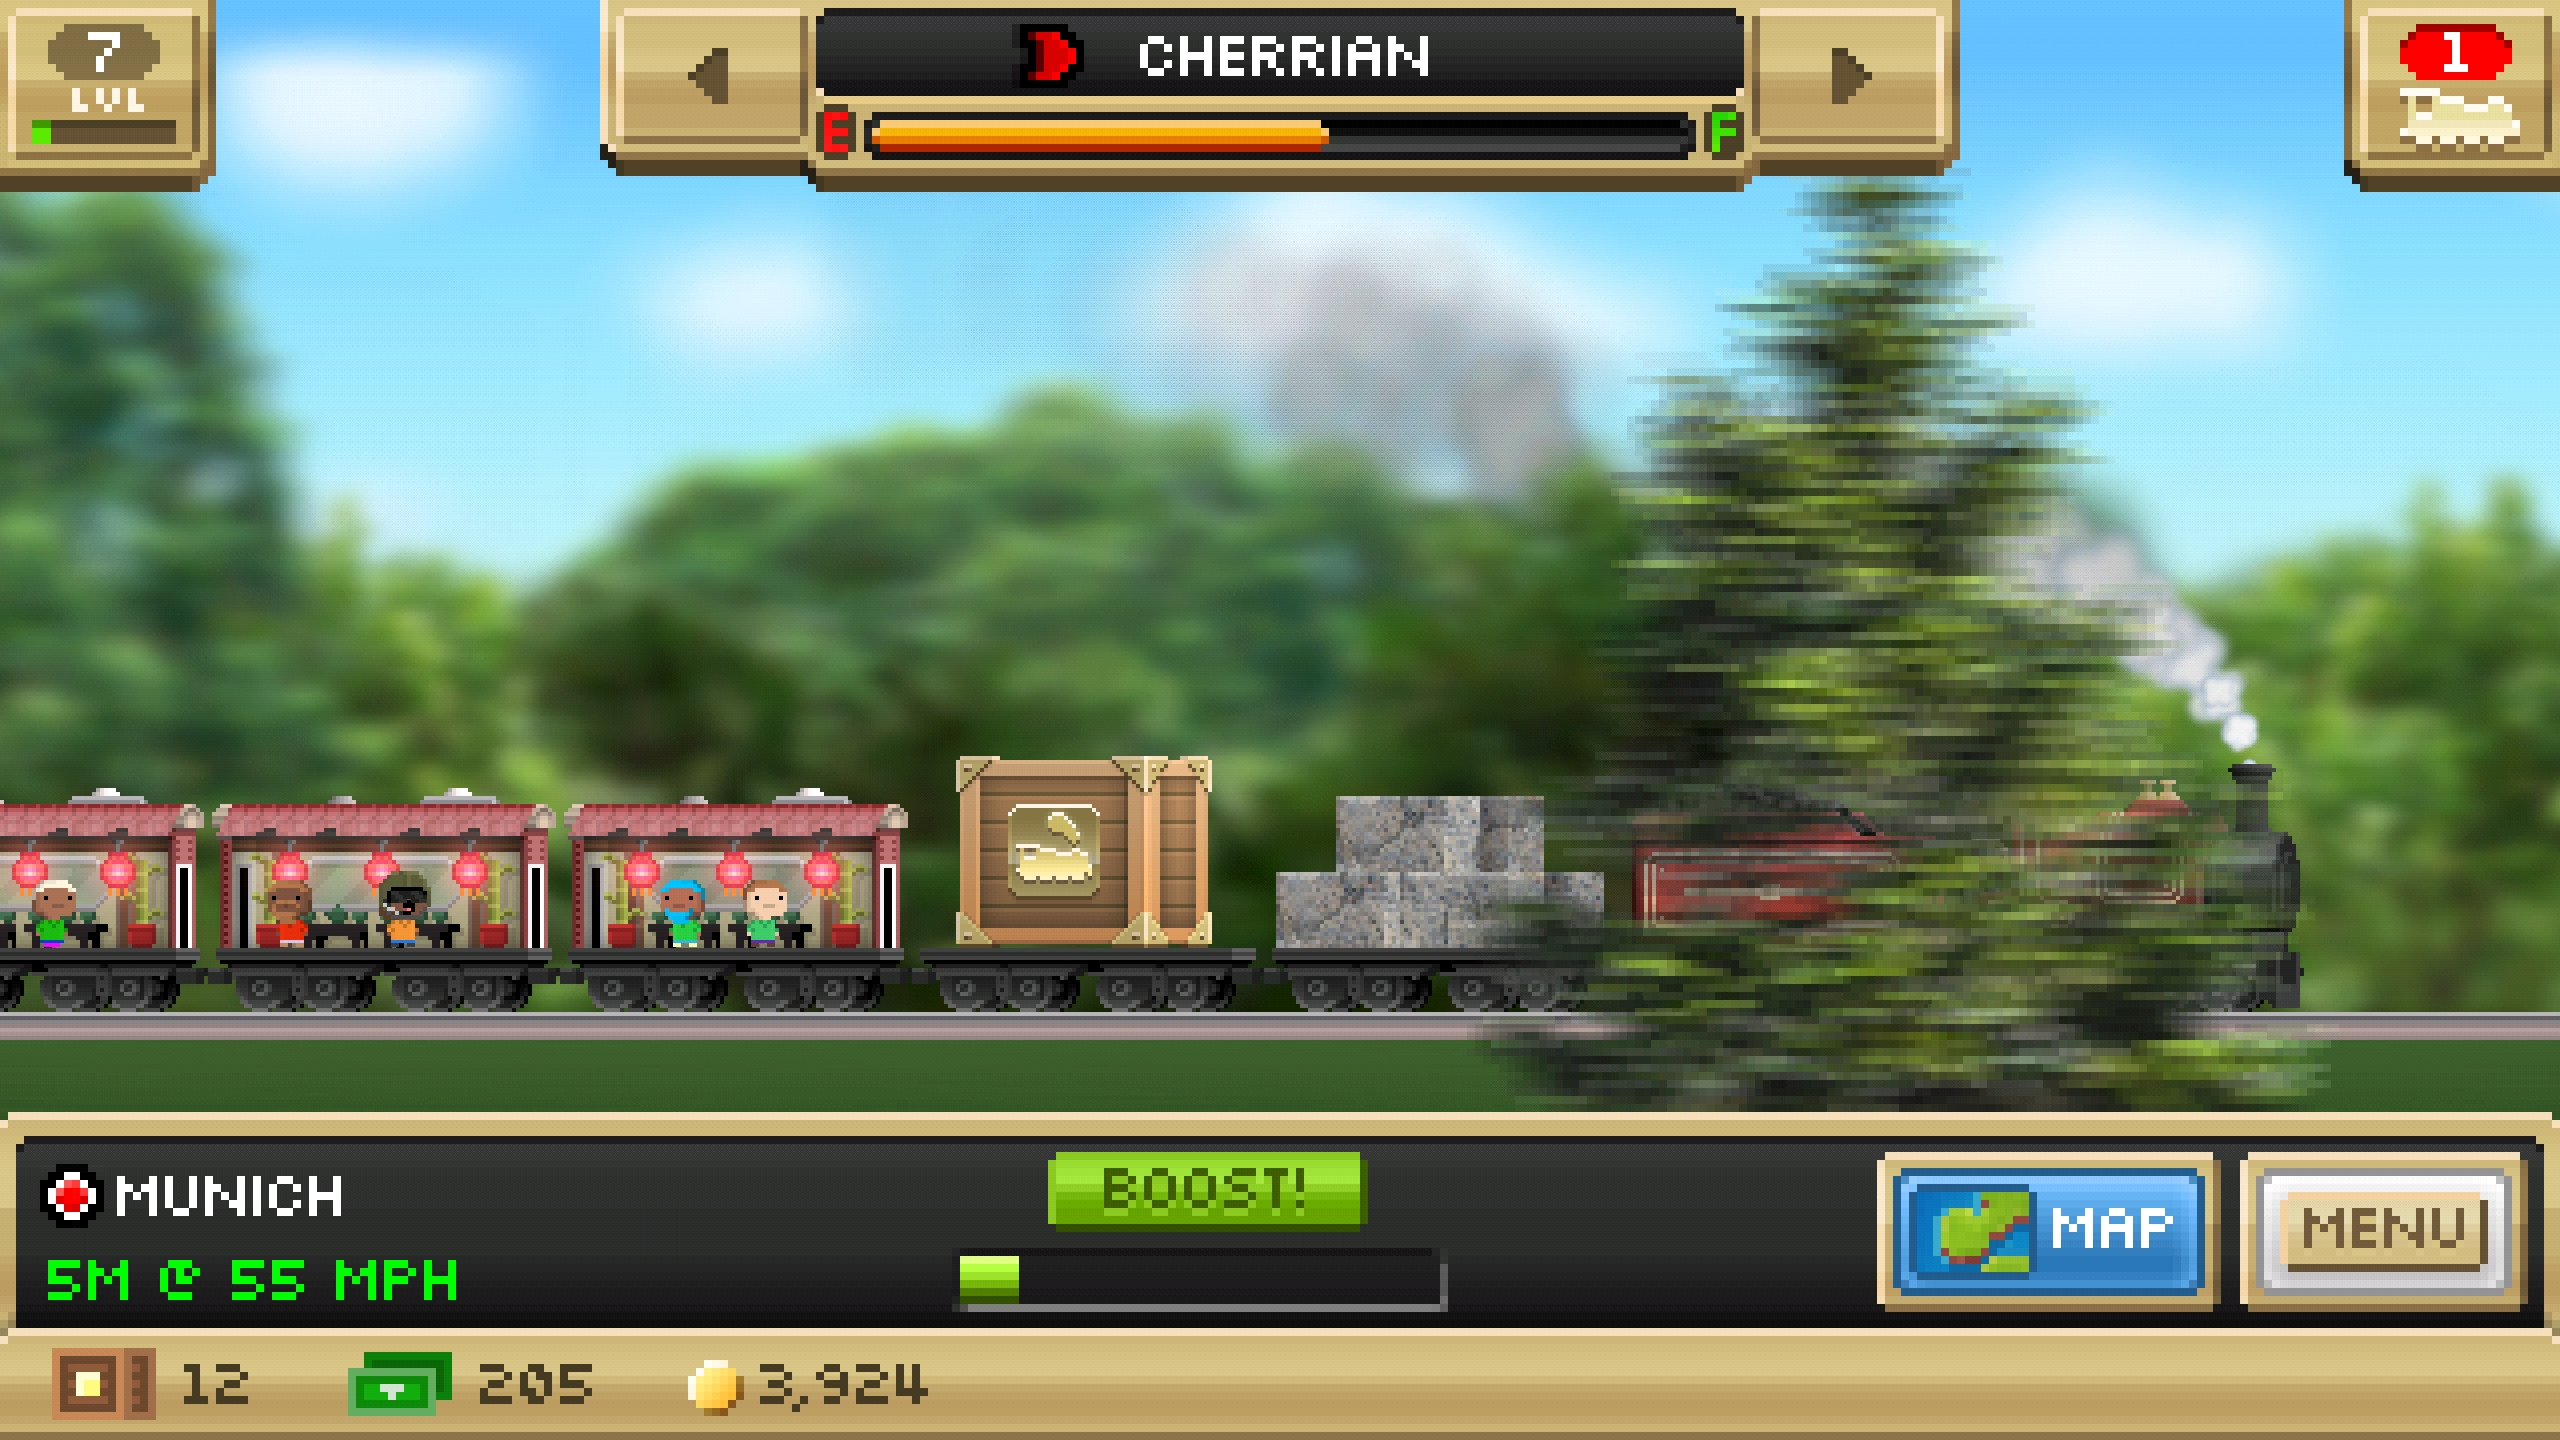 7
LVL
CHERRIAN
E F
1
MUNICH
5M @ 55 MPH
BOOST!
MAP
MENU
12
205
3,924